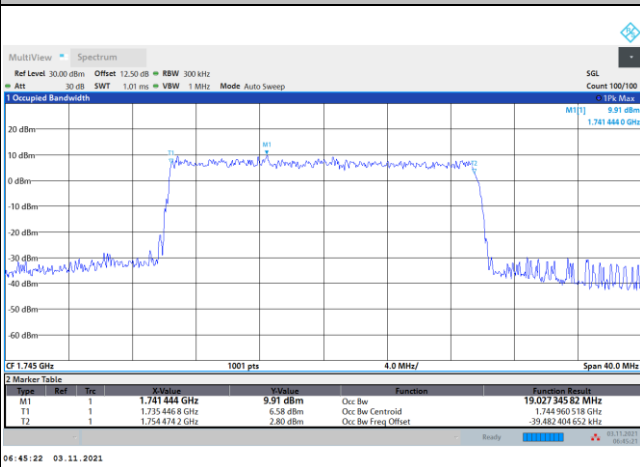 MultiView Spectrum
Ref Level 30.00 dBm Offset 12.50 dB RBW 300 kHz SGL
Att 30 dB SWT 1.01 ms VBW 1 MHz Mode Auto Sweep Count 100/100
1 Occupied Bandwidth 1Pk Max
M1[1] 9.91 dBm
1.741 444 0 GHz
20 dBm
M1
T1
10 dBm
T2
0 dBm
-10 dBm
-20 dBm
-30 dBm
-40 dBm
-50 dBm
-60 dBm
CF 1.745 GHz 1001 pts 4.0 MHz/ Span 40.0 MHz
2 Marker Table
Type Ref Trc X-Value Y-Value Function Function Result
M1 1 1.741 444 GHz 9.91 dBm Occ Bw 19.027 345 82 MHz
T1 1 1.735 446 8 GHz 6.58 dBm Occ Bw Centroid 1.744 960 518 GHz
T2 1 1.754 474 2 GHz 2.80 dBm Occ Bw Freq Offset -39.482 404 652 kHz
Ready 03.11.2021
06:45:21
06:45:22 03.11.2021